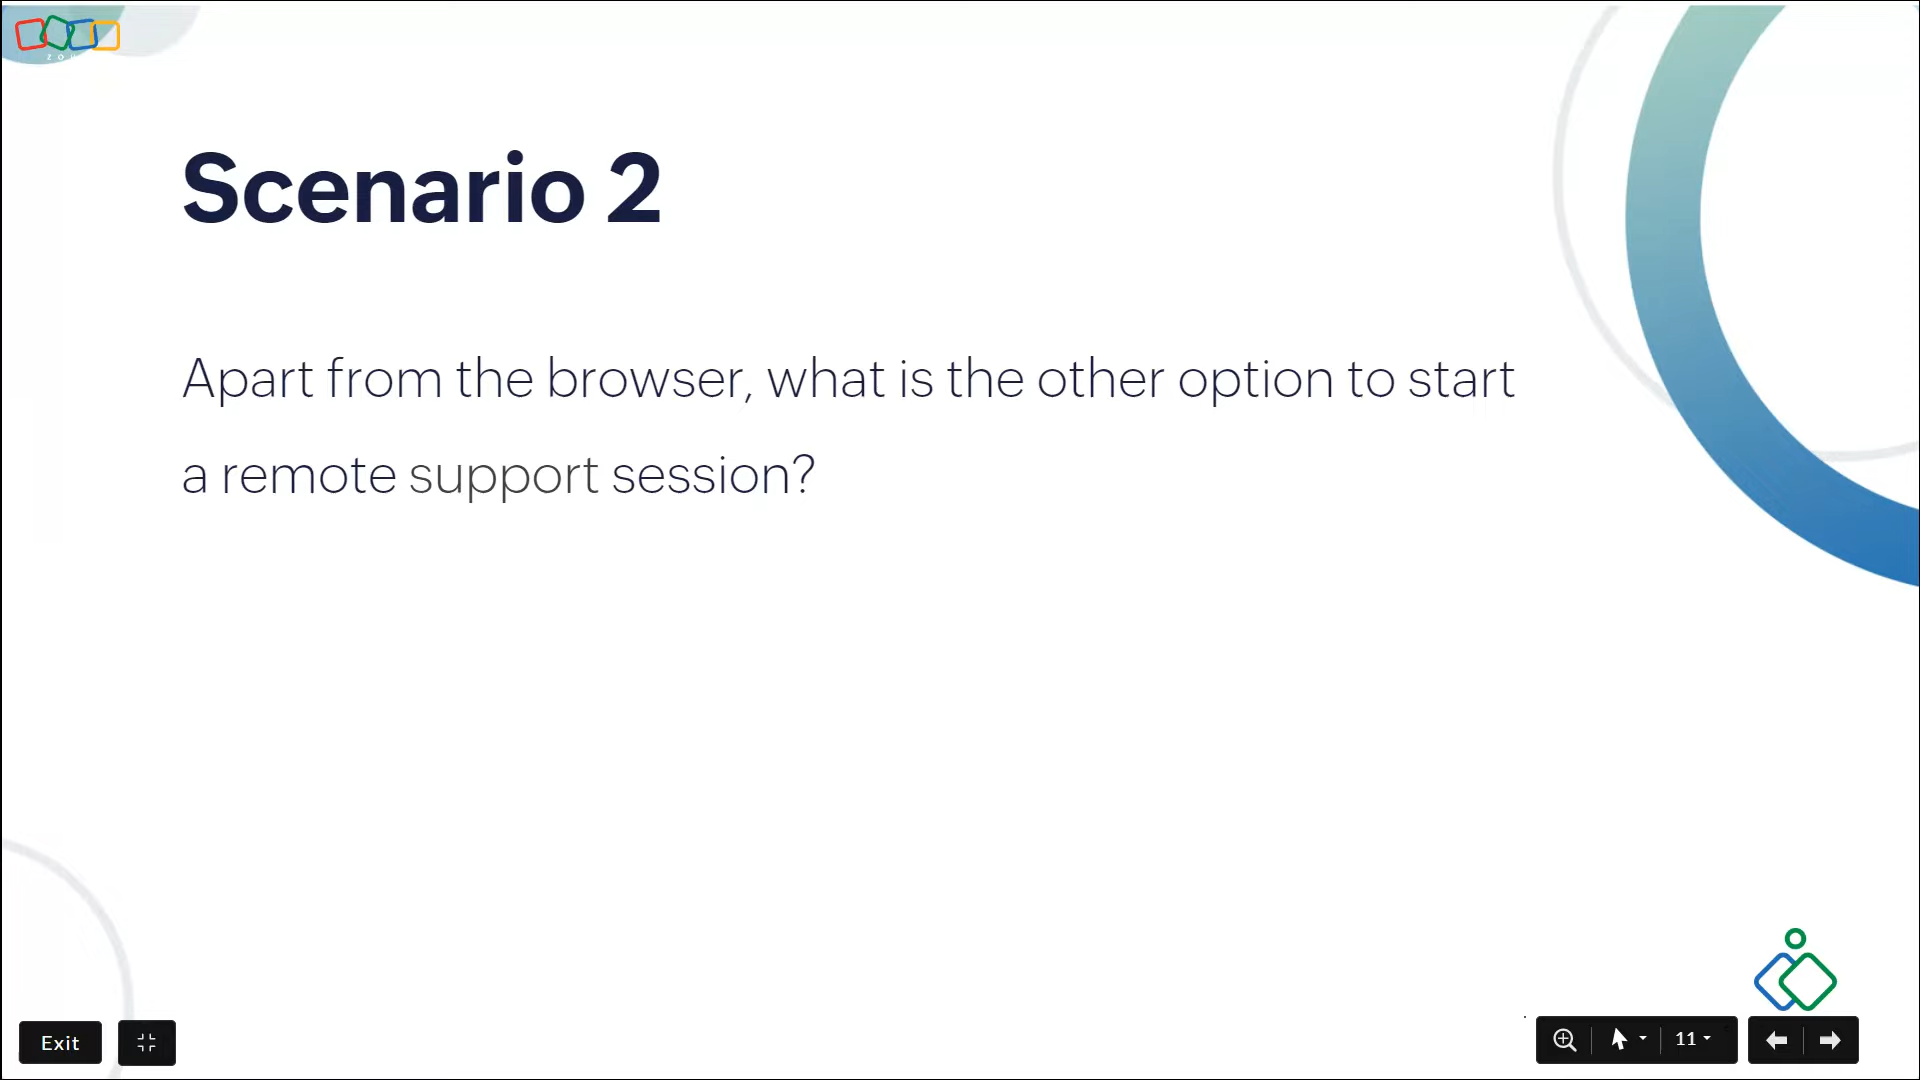 Scenario 2
Apart from the browser, what is the other option to start
a remote support session?
Exit
11